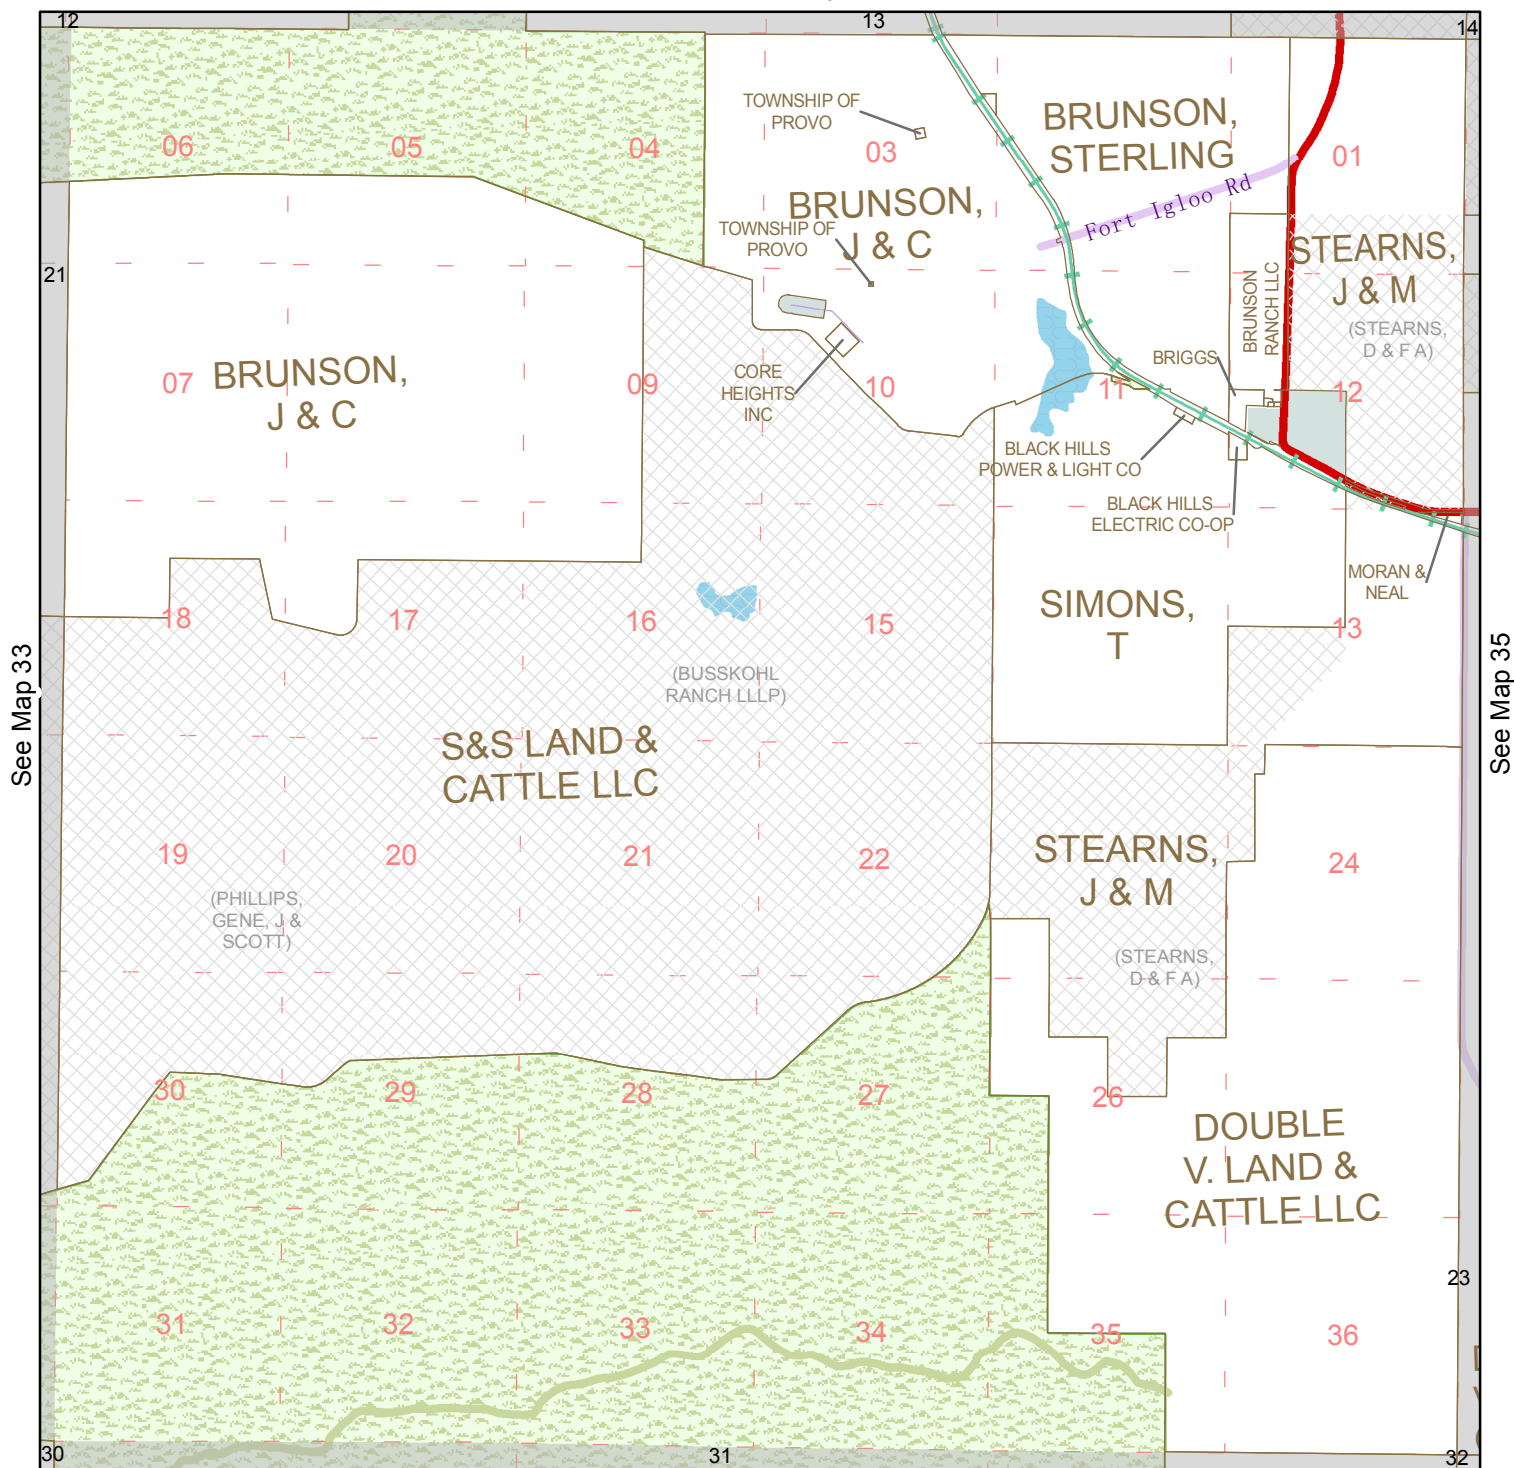 12
13
14
TOWNSHIP OF
PROVO
BRUNSON,
STERLING
06
05
04
03
01
Fort Igloo Rd
BRUNSON,
J & C
TOWNSHIP OF
PROVO
STEARNS,
J & M
(STEARNS,
D & F A)
BRUNSON
RANCH LLC
21
BRUNSON,
J & C
07
09
CORE
HEIGHTS
INC
10
11
BRIGGS
12
BLACK HILLS
POWER & LIGHT CO
BLACK HILLS
ELECTRIC CO-OP
MORAN &
NEAL
SIMONS,
T
18
17
16
15
13
(BUSSKOHL
RANCH LLLP)
See Map 33
See Map 35
S&S LAND &
CATTLE LLC
STEARNS,
J & M
19
20
21
22
24
(PHILLIPS,
GENE, J &
SCOTT)
(STEARNS,
D & F A)
30
29
28
27
26
DOUBLE
V. LAND &
CATTLE LLC
23
31
32
33
34
35
36
30
31
32